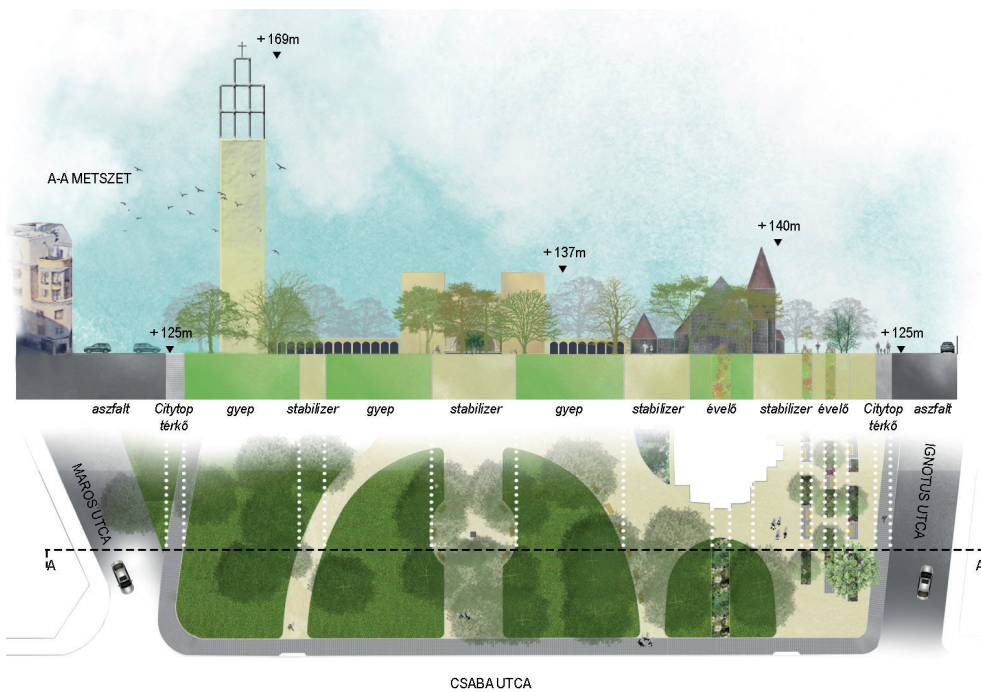 + 169m
A-A METSZET
+ 140m
+ 137m
+ 125m
+ 125m
aszfalt
Citytop
térkő
gyep
stabilizer
gyep
stabilizer
gyep
stabilizer
évelő
stabilizer
évelő
Citytop
térkő
aszfalt
MAROS UTCA
IGNOTUS UTCA
A
A
CSABA UTCA